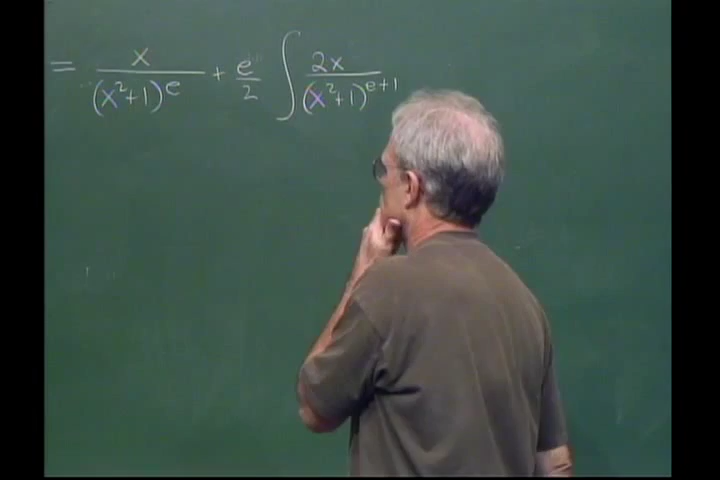 = x/(x²+1)^e + e/2 ∫ 2x/(x²+1)^(e+1)